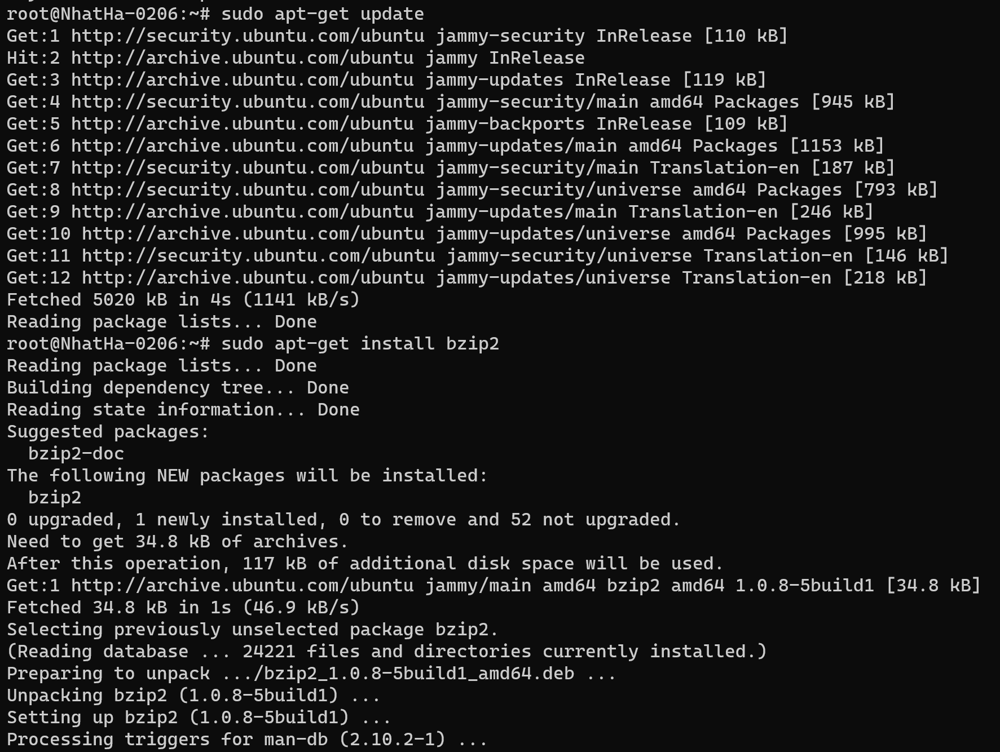 root@NhatHa-0206:~# sudo apt-get update
Get:1 http://security.ubuntu.com/ubuntu jammy-security InRelease [110 kB]
Hit:2 http://archive.ubuntu.com/ubuntu jammy InRelease
Get:3 http://archive.ubuntu.com/ubuntu jammy-updates InRelease [119 kB]
Get:4 http://security.ubuntu.com/ubuntu jammy-security/main amd64 Packages [945 kB]
Get:5 http://archive.ubuntu.com/ubuntu jammy-backports InRelease [109 kB]
Get:6 http://archive.ubuntu.com/ubuntu jammy-updates/main amd64 Packages [1153 kB]
Get:7 http://security.ubuntu.com/ubuntu jammy-security/main Translation-en [187 kB]
Get:8 http://security.ubuntu.com/ubuntu jammy-security/universe amd64 Packages [793 kB]
Get:9 http://archive.ubuntu.com/ubuntu jammy-updates/main Translation-en [246 kB]
Get:10 http://archive.ubuntu.com/ubuntu jammy-updates/universe amd64 Packages [995 kB]
Get:11 http://security.ubuntu.com/ubuntu jammy-security/universe Translation-en [146 kB]
Get:12 http://archive.ubuntu.com/ubuntu jammy-updates/universe Translation-en [218 kB]
Fetched 5020 kB in 4s (1141 kB/s)
Reading package lists... Done
root@NhatHa-0206:~# sudo apt-get install bzip2
Reading package lists... Done
Building dependency tree... Done
Reading state information... Done
Suggested packages:
  bzip2-doc
The following NEW packages will be installed:
  bzip2
0 upgraded, 1 newly installed, 0 to remove and 52 not upgraded.
Need to get 34.8 kB of archives.
After this operation, 117 kB of additional disk space will be used.
Get:1 http://archive.ubuntu.com/ubuntu jammy/main amd64 bzip2 amd64 1.0.8-5build1 [34.8 kB]
Fetched 34.8 kB in 1s (46.9 kB/s)
Selecting previously unselected package bzip2.
(Reading database ... 24221 files and directories currently installed.)
Preparing to unpack .../bzip2_1.0.8-5build1_amd64.deb ...
Unpacking bzip2 (1.0.8-5build1) ...
Setting up bzip2 (1.0.8-5build1) ...
Processing triggers for man-db (2.10.2-1) ...